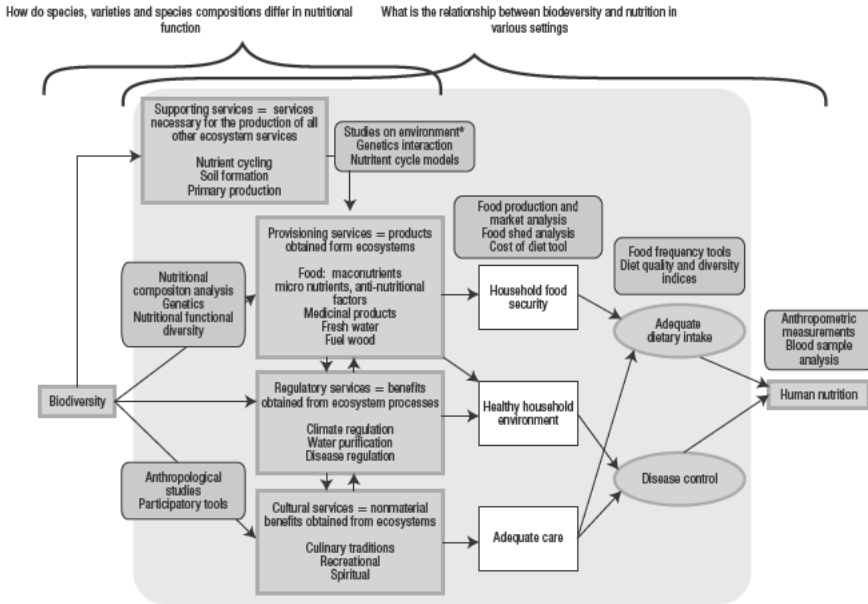 How do species, varieties and species compositions differ in nutritional
function
What is the relationship between biodeversity and nutrition in
various settings
Supporting services = services
necessary for the production of all
other ecosystem services
Nutrient cycling
Soil formation
Primary production
Studies on environment*
Genetics interaction
Nutritent cycle models
Provisioning services = products
obtained form ecosystems
Food: maconutrients
micro nutrients, anti-nutritional
factors
Medicinal products
Fresh water
Fuel wood
Food production and
market analysis
Food shed analysis
Cost of diet tool
Nutritional
compositon analysis
Genetics
Nutritional functional
diversity
Household food
security
Food frequency tools
Diet quality and diversity
indices
Adequate
dietary intake
Anthropometric
measurements
Blood sample
analysis
Biodiversity
Regulatory services = benefits
obtained from ecosystem processes
Climate regulation
Water purification
Disease regulation
Healthy household
environment
Human nutrition
Anthropological
studies
Participatory tools
Cultural services = nonmaterial
benefits obtained from ecosystems
Culinary traditions
Recreational
Spiritual
Adequate care
Disease control